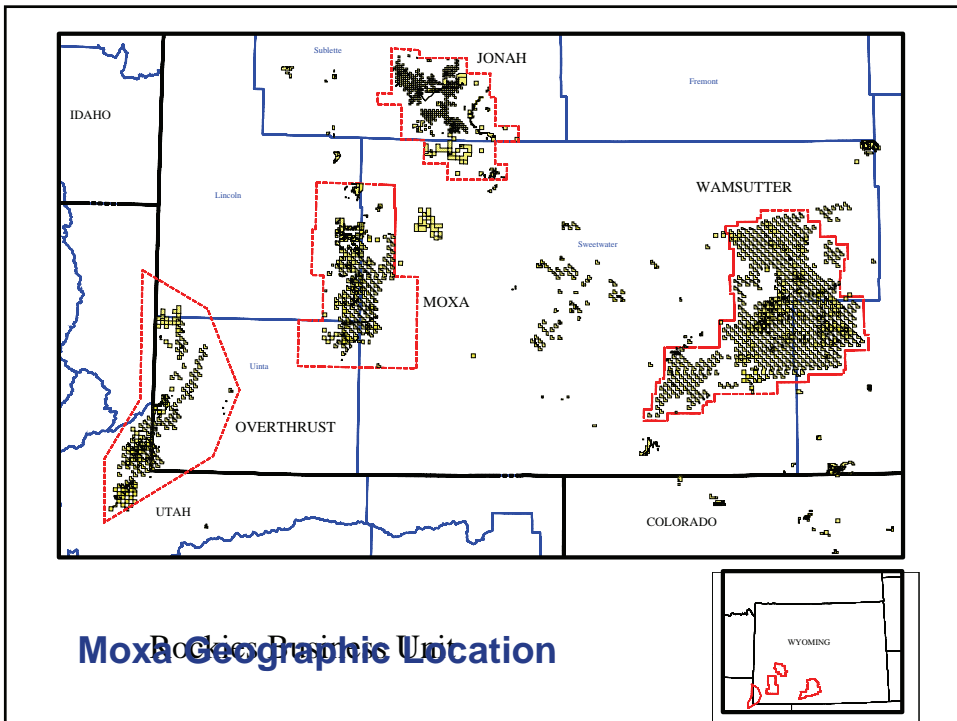 Sublette
JONAH
Fremont
IDAHO
WAMSUTTER
Lincoln
Sweetwater
MOXA
Uinta
OVERTHRUST
UTAH
COLORADO
Rockies Business Unit
Moxa Geographic Location
WYOMING